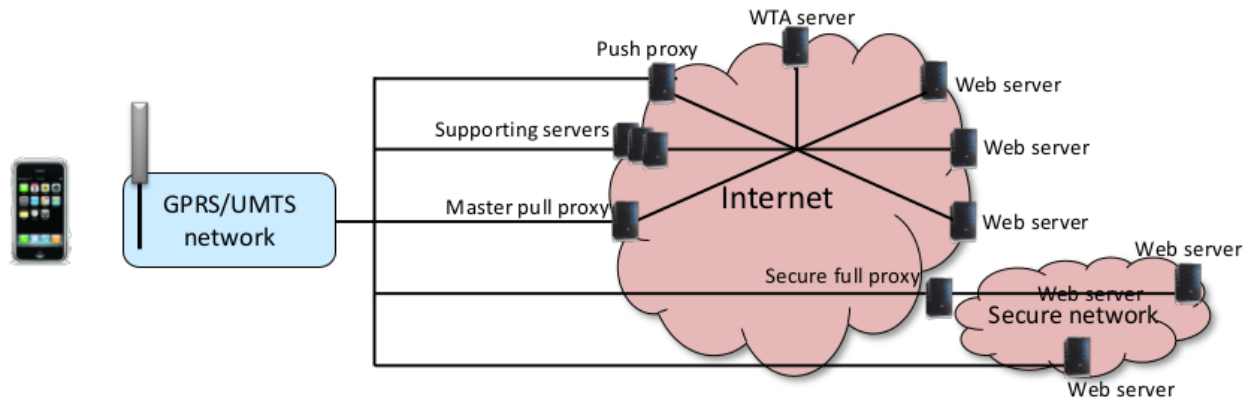 WTA server
Push proxy
Web server
Supporting servers
Web server
GPRS/UMTS
network
Internet
Master pull proxy
Web server
Web server
Secure full proxy
Web server
Secure network
Web server